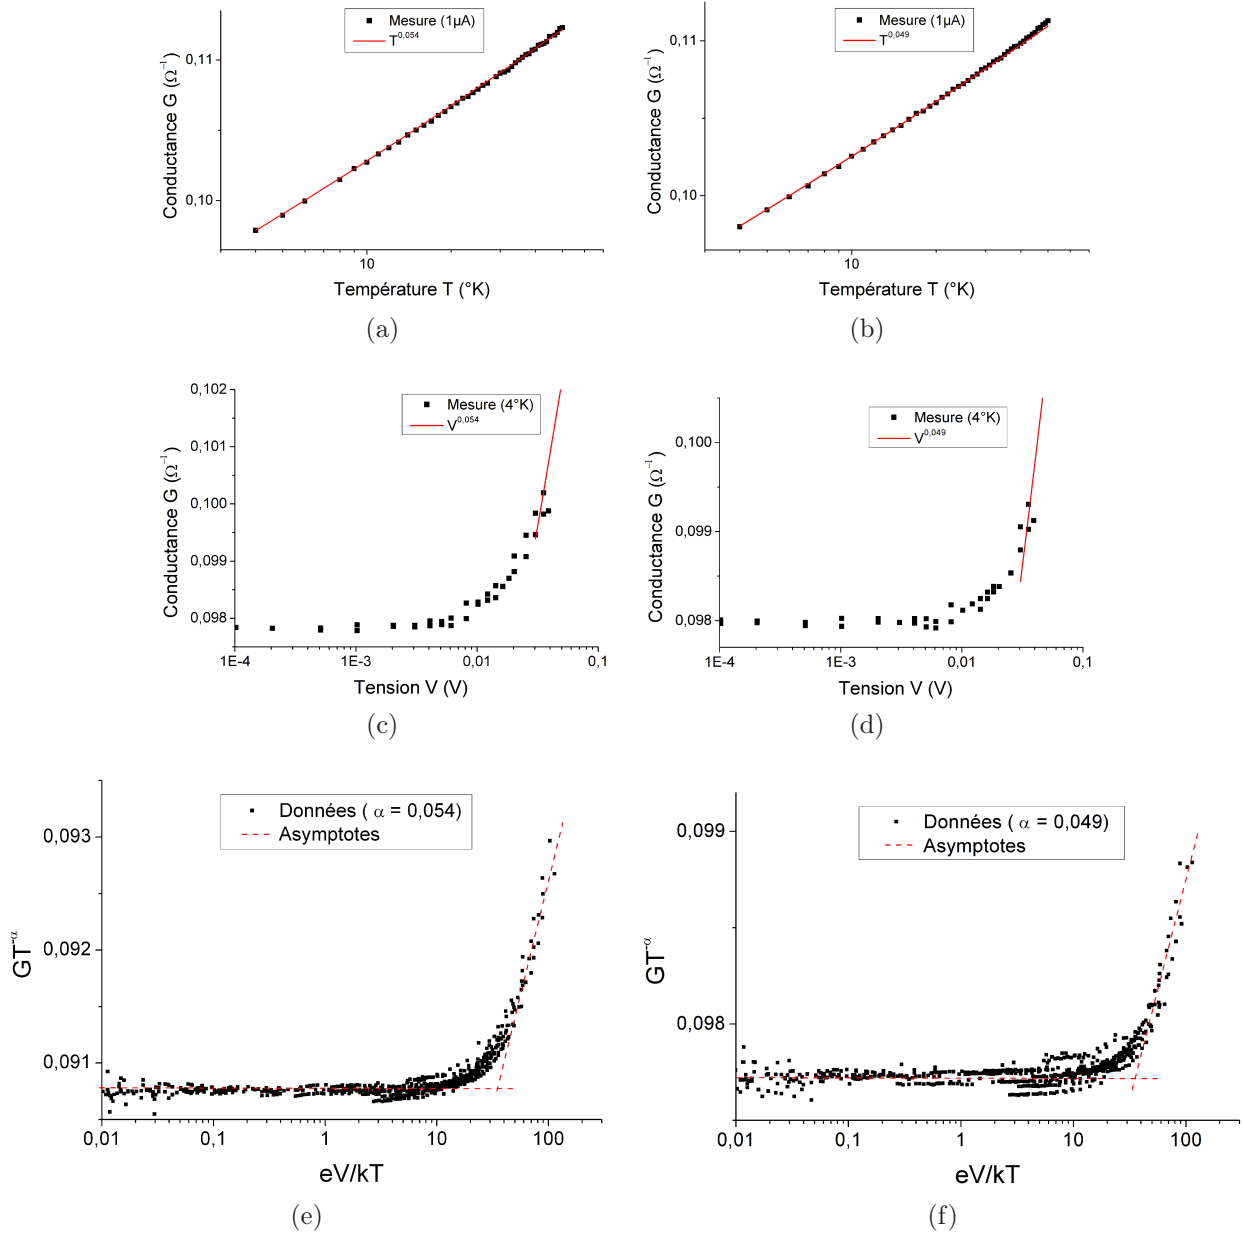 Mesure (1µA)
T^0,054
0,11
0,10
Conductance G (Ω⁻¹)
10
Température T (°K)
(a)
Mesure (1µA)
T^0,049
0,11
0,10
Conductance G (Ω⁻¹)
10
Température T (°K)
(b)
Mesure (4°K)
V^0,054
0,102
0,101
0,100
0,099
0,098
Conductance G (Ω⁻¹)
1E-4
1E-3
0,01
0,1
Tension V (V)
(c)
Mesure (4°K)
V^0,049
0,100
0,099
0,098
Conductance G (Ω⁻¹)
1E-4
1E-3
0,01
0,1
Tension V (V)
(d)
Données ( α = 0,054)
Asymptotes
0,093
0,092
0,091
GT^-α
0,01
0,1
1
10
100
eV/kT
(e)
Données ( α = 0,049)
Asymptotes
0,099
0,098
GT^-α
0,01
0,1
1
10
100
eV/kT
(f)